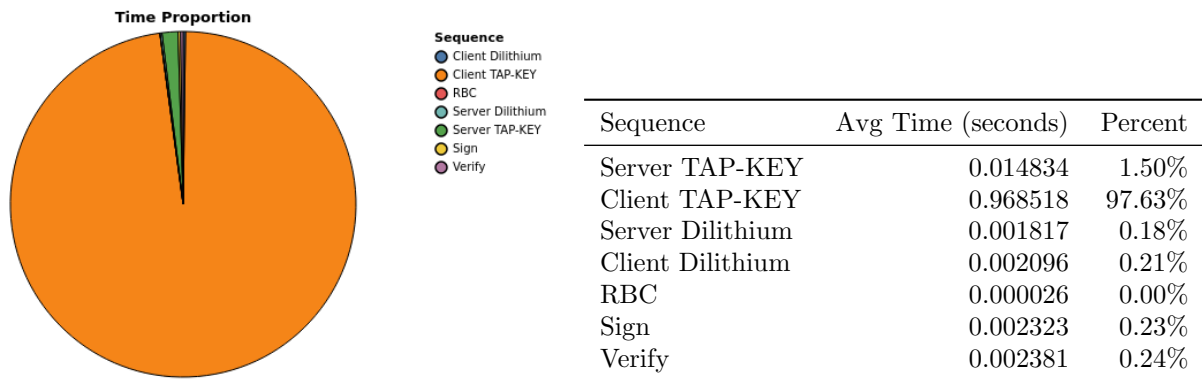 Time Proportion
Sequence
Client Dilithium
Client TAP-KEY
RBC
Server Dilithium
Server TAP-KEY
Sign
Verify
Sequence Avg Time (seconds) Percent
Server TAP-KEY 0.014834 1.50%
Client TAP-KEY 0.968518 97.63%
Server Dilithium 0.001817 0.18%
Client Dilithium 0.002096 0.21%
RBC 0.000026 0.00%
Sign 0.002323 0.23%
Verify 0.002381 0.24%